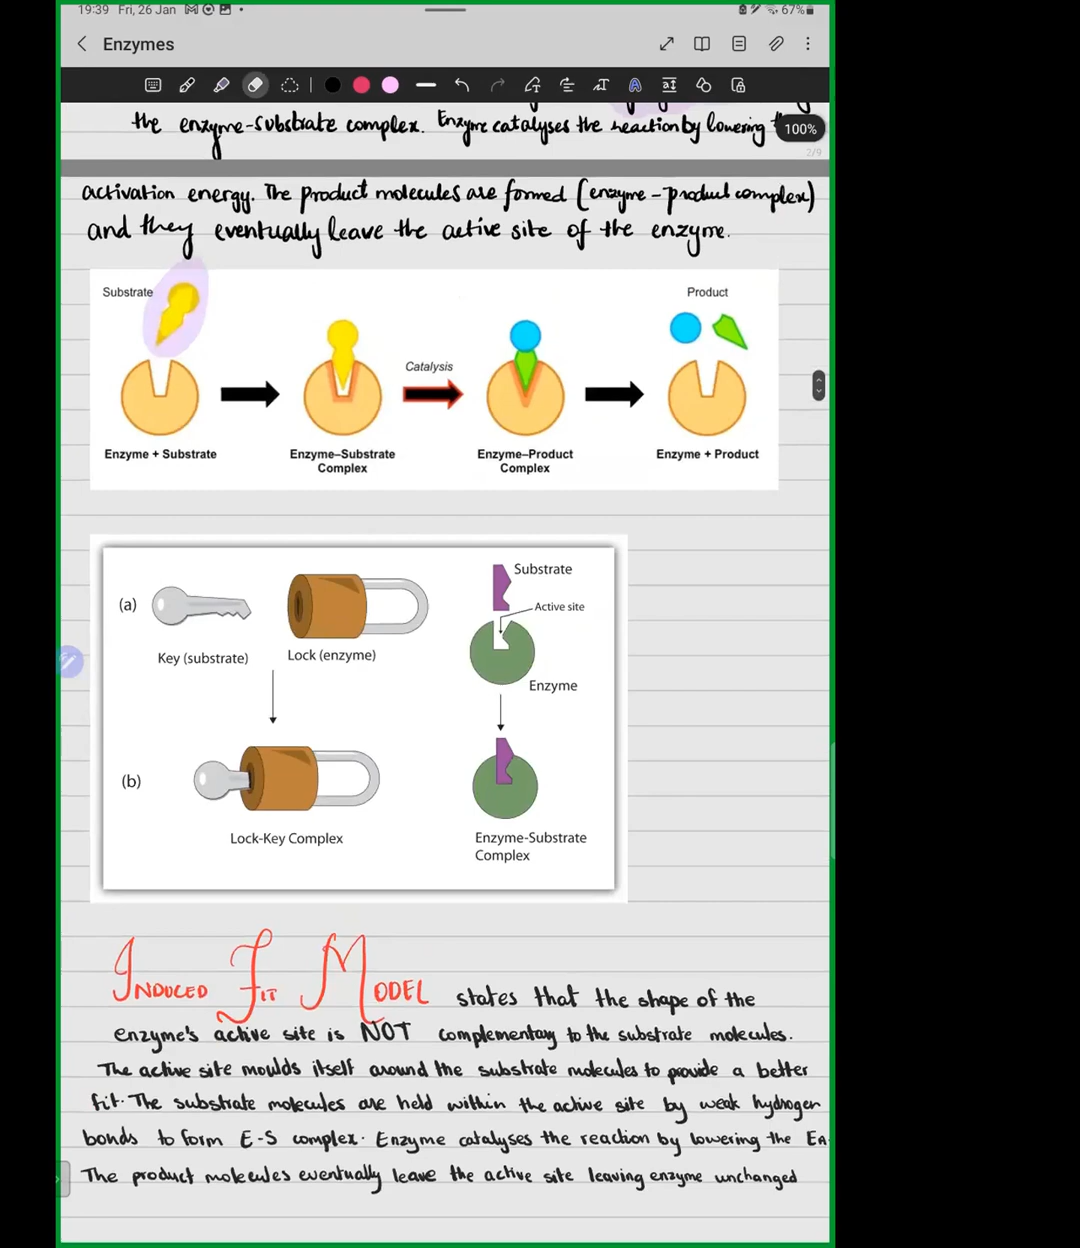 19:39 Fri, 26 Jan
67%
Enzymes
the enzyme-substrate complex. Enzyme catalyses the reaction by lowering
100%
2/9
activation energy. The product molecules are formed (enzyme-product complex)
and they eventually leave the active site of the enzyme.
Substrate
Product
Catalysis
Enzyme + Substrate
Enzyme–Substrate
Complex
Enzyme–Product
Complex
Enzyme + Product
(a)
Key (substrate)
Lock (enzyme)
Substrate
Active site
Enzyme
(b)
Lock-Key Complex
Enzyme-Substrate
Complex
INDUCED FIT MODEL states that the shape of the
enzyme's active site is NOT complementary to the substrate molecules.
The active site moulds itself around the substrate molecules to provide a better
fit. The substrate molecules are held within the active site by weak hydrogen
bonds to form E-S complex. Enzyme catalyses the reaction by lowering the EA.
The product molecules eventually leave the active site leaving enzyme unchanged